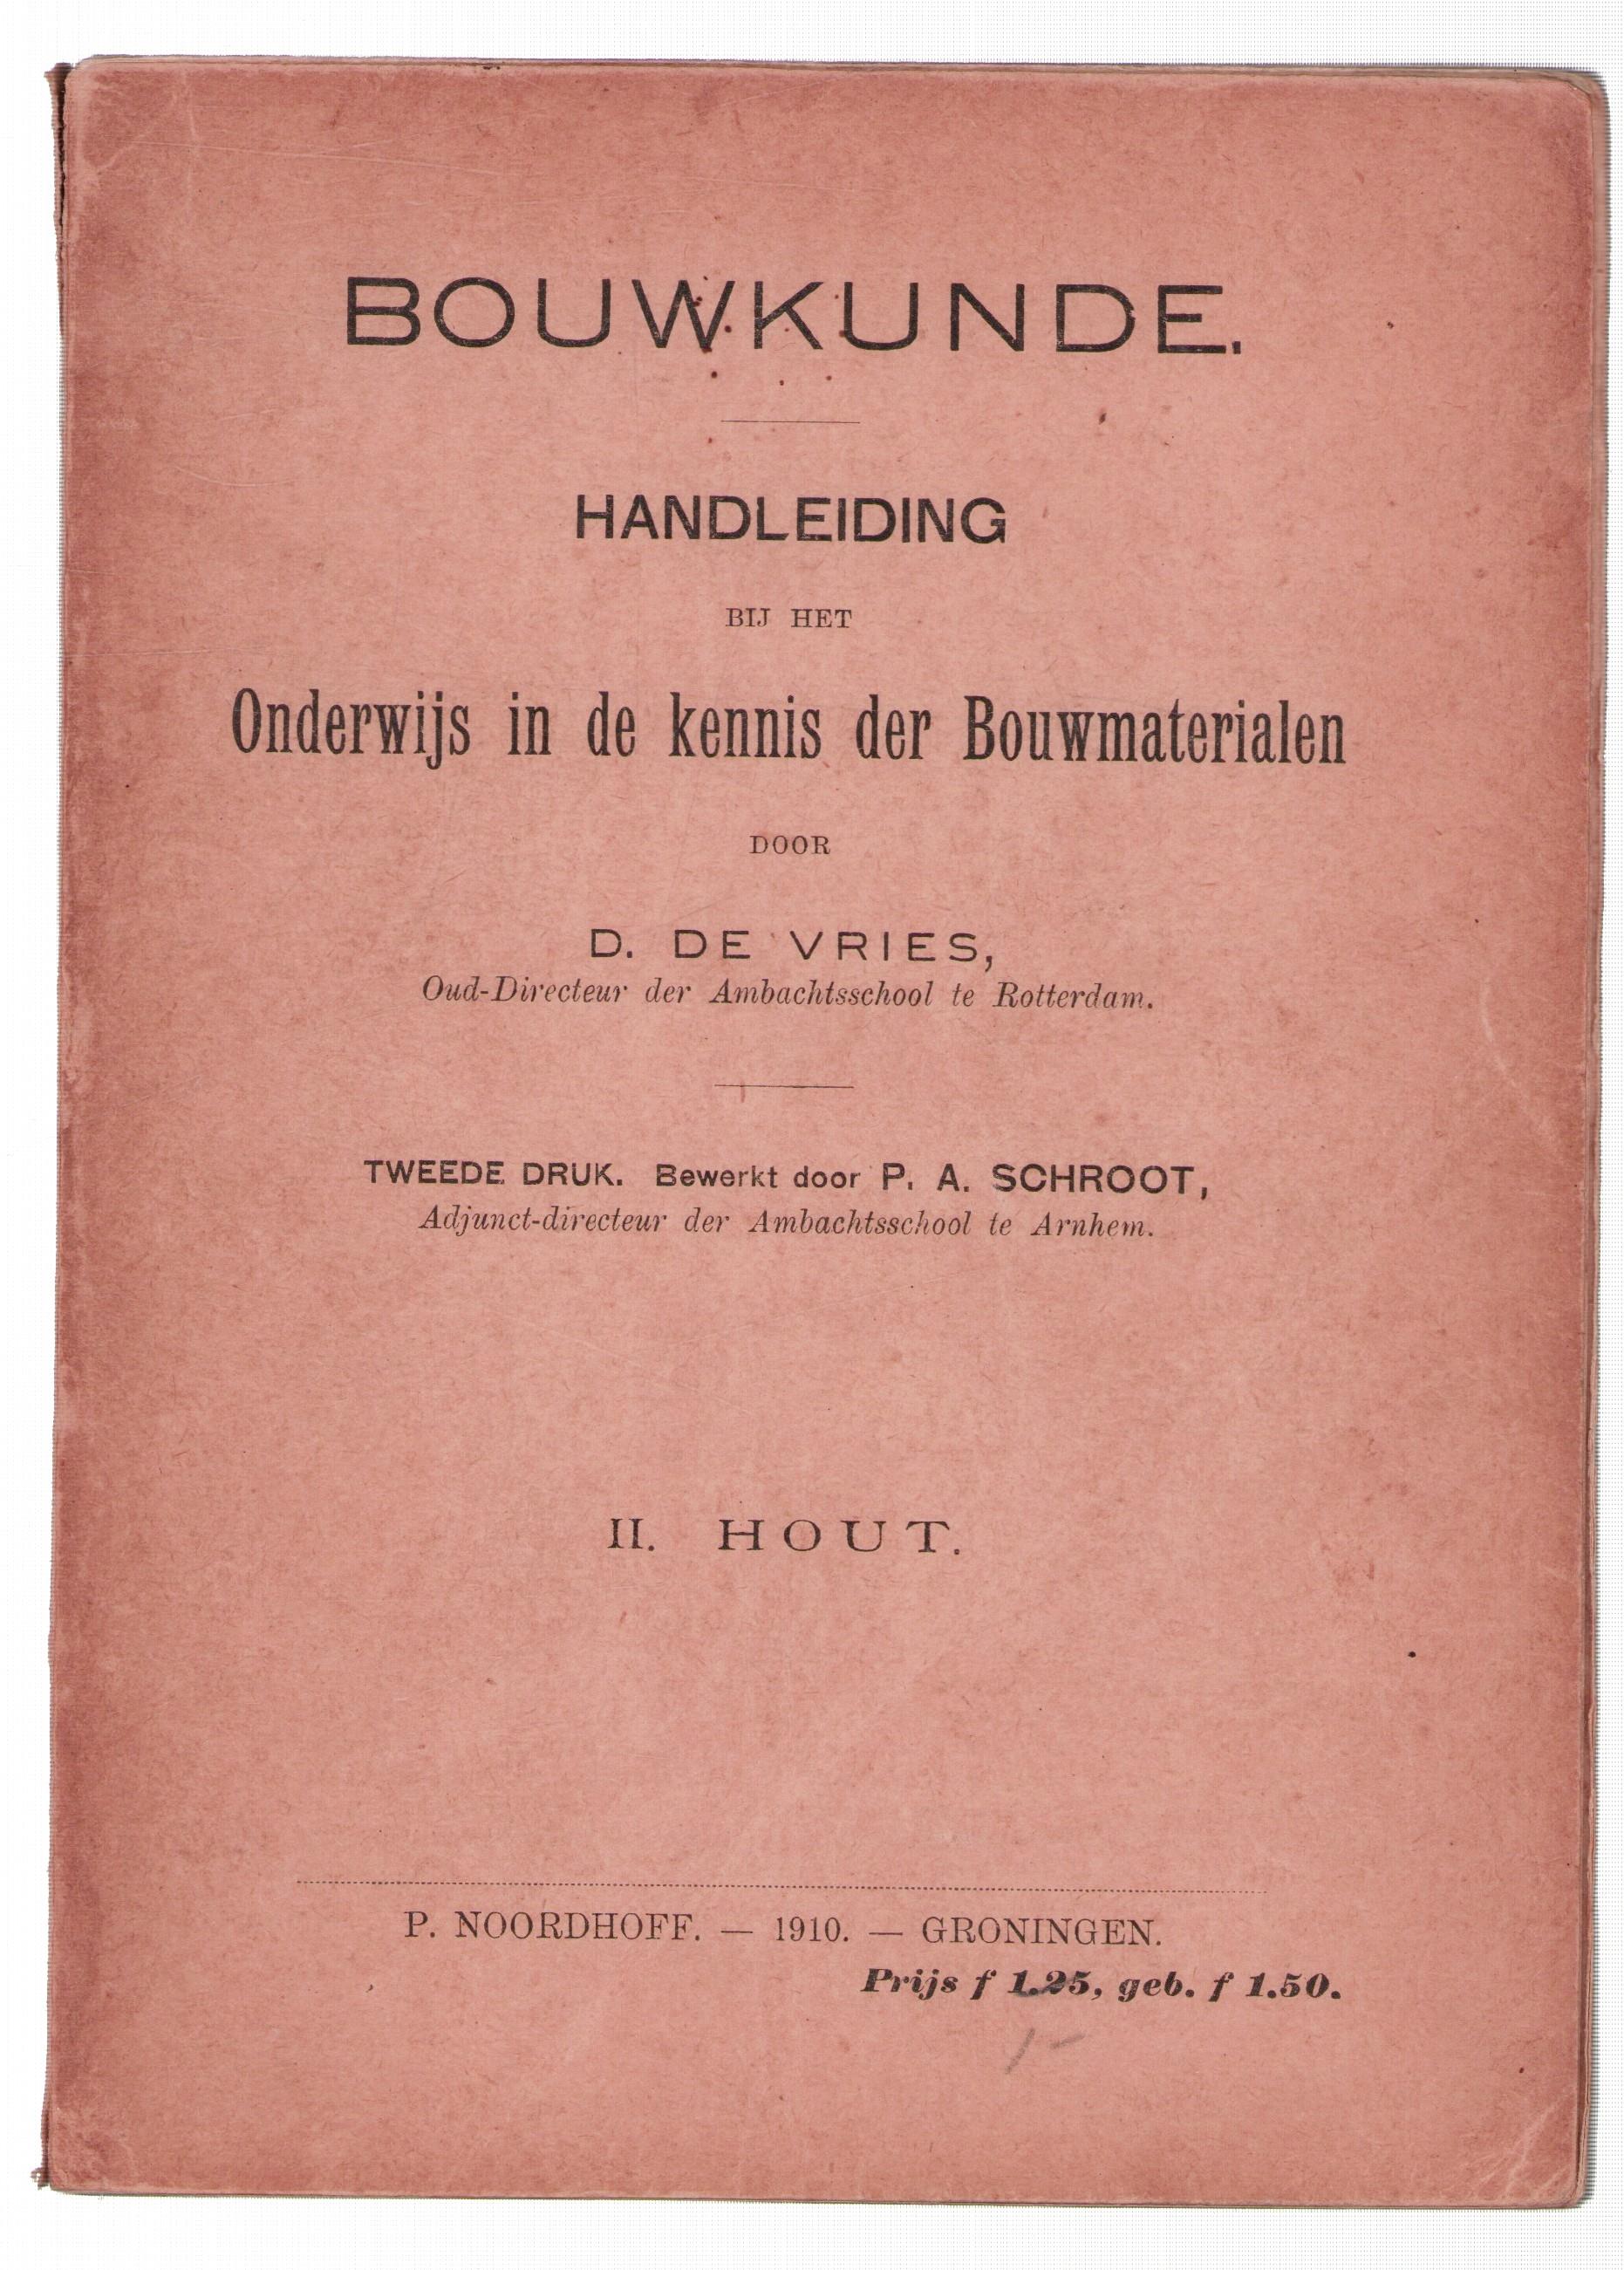 BOUWKUNDE.
HANDLEIDING
BIJ HET
Onderwijs in de kennis der Bouwmaterialen
DOOR
D. DE VRIES,
Oud-Directeur der Ambachtsschool te Rotterdam.
TWEEDE DRUK. Bewerkt door P. A. SCHROOT,
Adjunct-directeur der Ambachtsschool te Arnhem.
II. HOUT.
P. NOORDHOFF. — 1910. — GRONINGEN.
Prijs f 1.25, geb. f 1.50.
1-